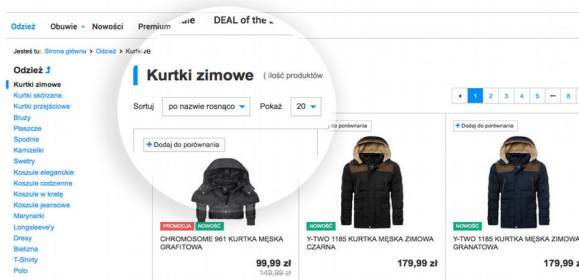 DEAL of the
Odzież Obuwie Nowości Premium
Jesteś tu: Strona główna > Odzież >
Odzież
Kurtki zimowe
Kurtki skórzane
Kurtki przejściowe
Bluzy
Płaszcze
Spodnie
Kamizelki
Swetry
Koszule eleganckie
Koszule codzienne
Koszule w kratę
Koszule jeansowe
Marynarki
Longsleeve'y
Dresy
Bielizna
T-Shirty
Polo
Kurtki zimowe ( ilość produktów
Sortuj po nazwie rosnąco Pokaż 20
1 2 3 4 5 – 8
+ Dodaj do porównania do porównania + Dodaj do porównania
PROMOCJA NOWOŚĆ NOWOŚĆ NOWOŚĆ
CHROMOSOME 961 KURTKA MĘSKA GRAFITOWA
99,99 zł
149,99 zł
Y-TWO 1185 KURTKA MĘSKA ZIMOWA CZARNA
179,99 zł
Y-TWO 1185 KURTKA MĘSKA ZIMOWA
GRANATOWA
179,99